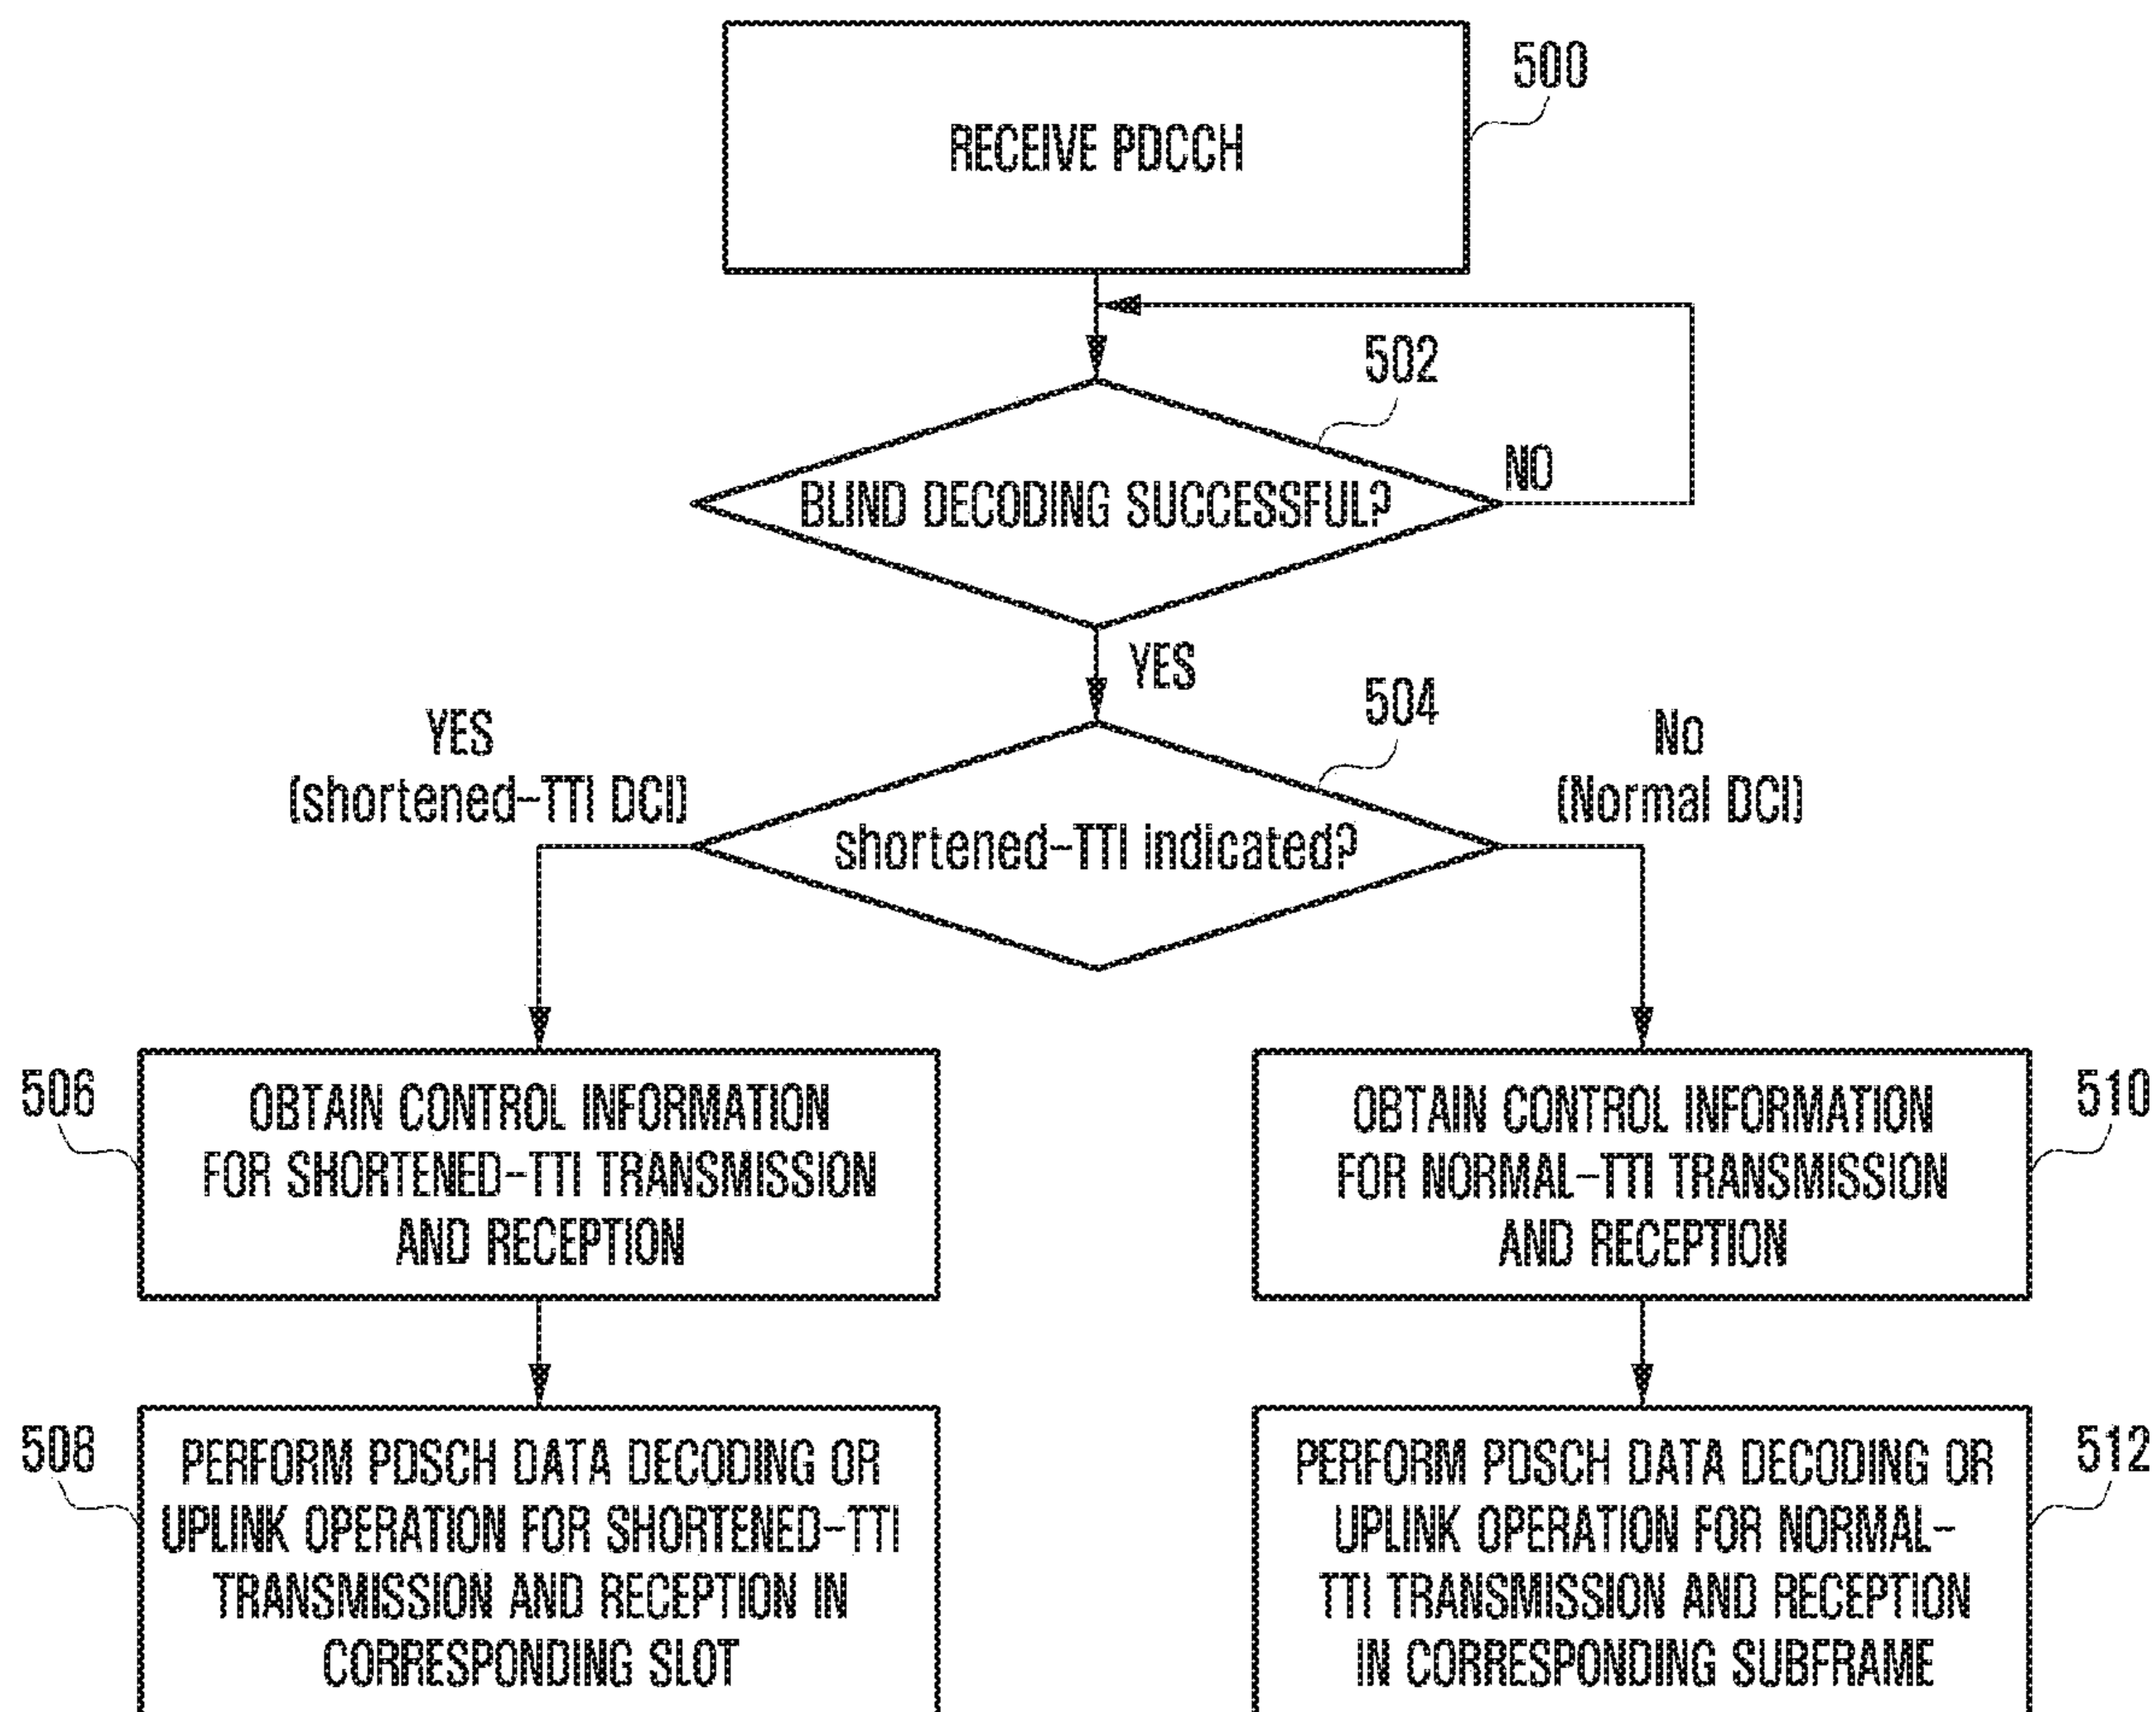 500
RECEIVE PDCCH
502
BLIND DECODING SUCCESSFUL?
NO
YES
504
YES
(shortened-TTI DCI)
No
(Normal DCI)
shortened-TTI indicated?
506
OBTAIN CONTROL INFORMATION
FOR SHORTENED-TTI TRANSMISSION
AND RECEPTION
510
OBTAIN CONTROL INFORMATION
FOR NORMAL-TTI TRANSMISSION
AND RECEPTION
508
PERFORM PDSCH DATA DECODING OR
UPLINK OPERATION FOR SHORTENED-TTI
TRANSMISSION AND RECEPTION IN
CORRESPONDING SLOT
512
PERFORM PDSCH DATA DECODING OR
UPLINK OPERATION FOR NORMAL-
TTI TRANSMISSION AND RECEPTION
IN CORRESPONDING SUBFRAME